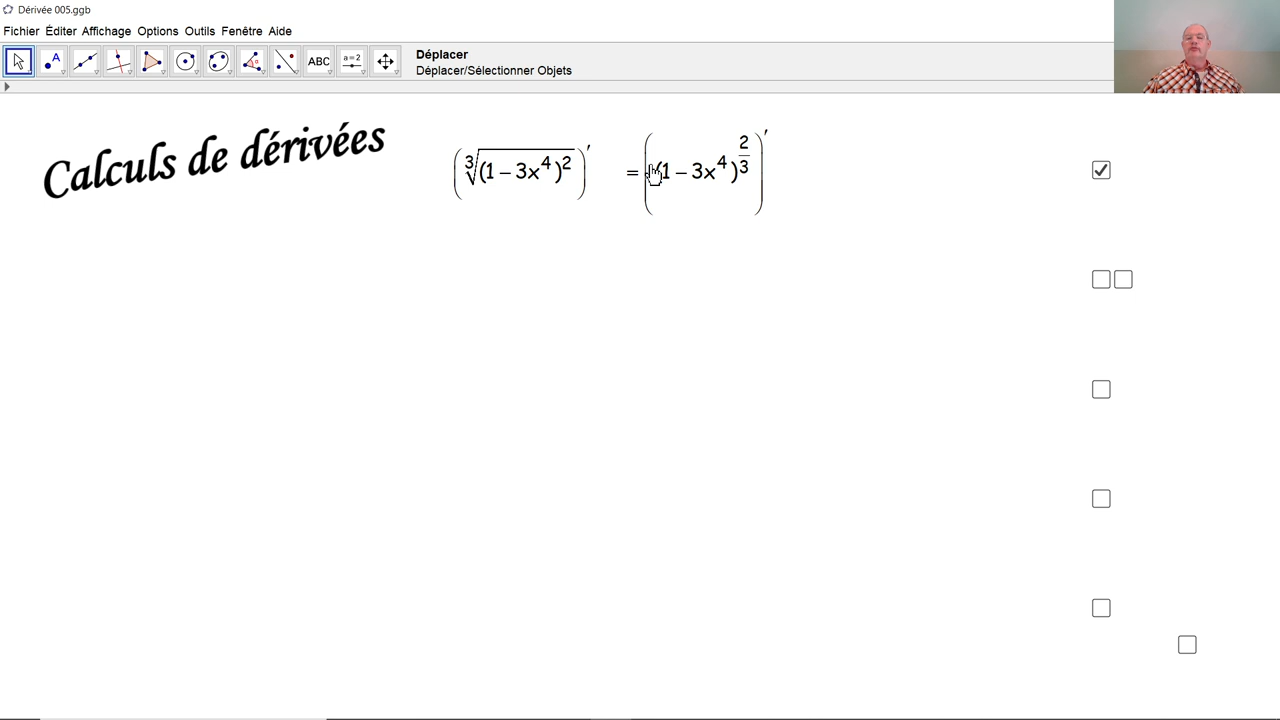 Dérivée 005.ggb
Fichier Éditer Affichage Options Outils Fenêtre Aide
ABC
a=2
Déplacer
Déplacer/Sélectionner Objets
Calculs de dérivées
(∛((1 − 3x⁴)²))′ = ((1 − 3x⁴)^(2/3))′